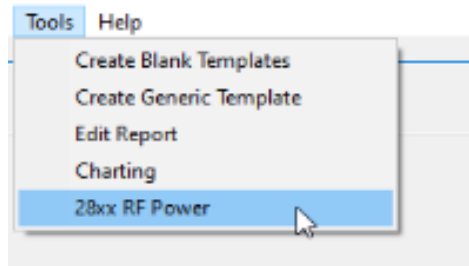 Tools Help
Create Blank Templates
Create Generic Template
Edit Report
Charting
28xx RF Power